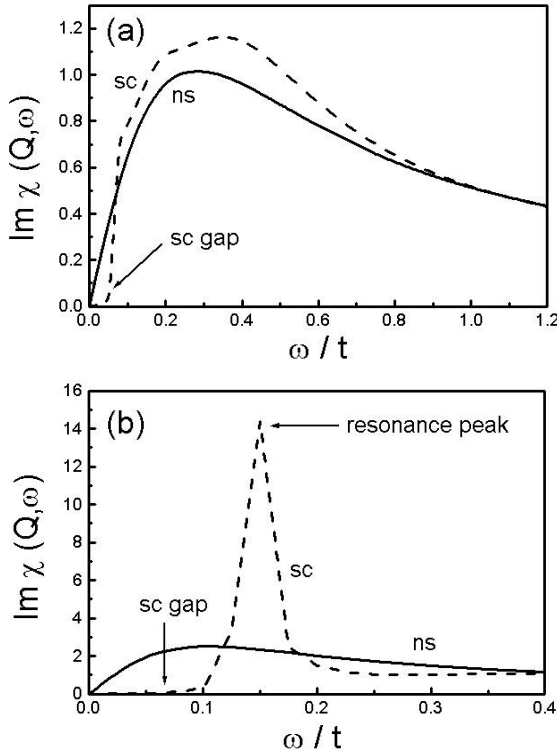 (a)
1.2
1.0
0.8
0.6
0.4
0.2
0.0
Im χ (Q,ω)
sc
ns
sc gap
0.0 0.2 0.4 0.6 0.8 1.0 1.2
ω / t
(b)
16
14
12
10
8
6
4
2
0
Im χ (Q,ω)
resonance peak
sc
sc gap
ns
0.0 0.1 0.2 0.3 0.4
ω / t